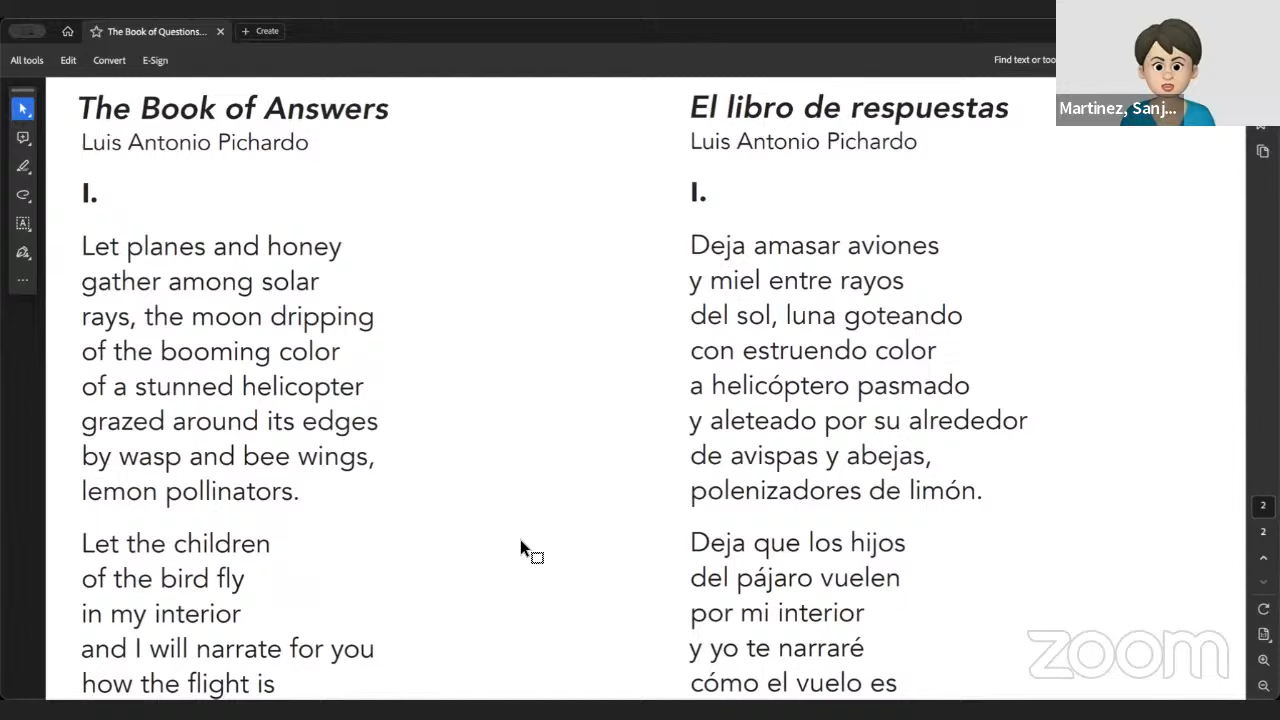 The Book of Questions...
Create
All tools
Edit
Convert
E-Sign
Find text or too
Martinez, Sanj...
The Book of Answers
Luis Antonio Pichardo
I.
Let planes and honey
gather among solar
rays, the moon dripping
of the booming color
of a stunned helicopter
grazed around its edges
by wasp and bee wings,
lemon pollinators.
Let the children
of the bird fly
in my interior
and I will narrate for you
how the flight is
El libro de respuestas
Luis Antonio Pichardo
I.
Deja amasar aviones
y miel entre rayos
del sol, luna goteando
con estruendo color
a helicóptero pasmado
y aleteado por su alrededor
de avispas y abejas,
polenizadores de limón.
Deja que los hijos
del pájaro vuelen
por mi interior
y yo te narraré
cómo el vuelo es
2
2
zoom